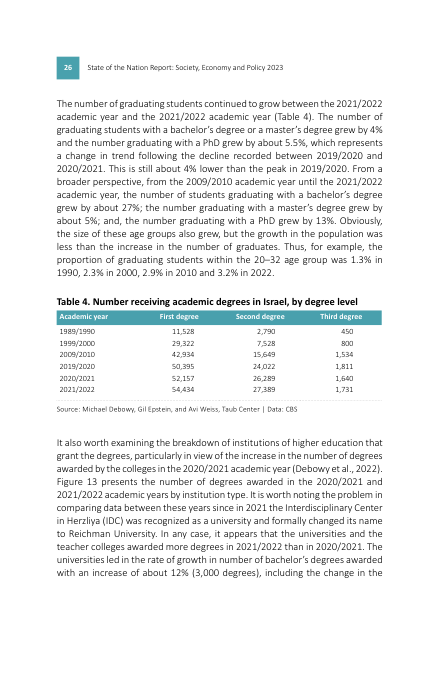 26 State of the Nation Report: Society, Economy and Policy 2023
The number of graduating students continued to grow between the 2021/2022
academic year and the 2021/2022 academic year (Table 4). The number of
graduating students with a bachelor's degree or a master's degree grew by 4%
and the number graduating with a PhD grew by about 5.5%, which represents
a change in trend following the decline recorded between 2019/2020 and
2020/2021. This is still about 4% lower than the peak in 2019/2020. From a
broader perspective, from the 2009/2010 academic year until the 2021/22
academic year, the number of students graduating with a bachelor's degree
grew by about 27%; the number graduating with a master's degree grew by
about 5%; and, the number graduating with a PhD grew by 13%. Obviously,
the size of these age groups also grew, but the growth in the population was
less than the increase in the number of graduates. Thus, for example, the
proportion of graduating students within the 20–32 age group was 1.3% in
1990, 2.3% in 2000, 2.9% in 2010 and 3.2% in 2022.
Table 4. Number receiving academic degrees in Israel, by degree level
Academic year First degree Second degree Third degree
1989/1990 11,528 2,790 450
1999/2000 29,322 7,528 800
2009/2010 42,934 15,649 1,534
2019/2020 50,395 24,022 1,811
2020/2021 52,157 26,289 1,640
2021/2022 54,434 27,389 1,731
Source: Michael Debowy, Gil Epstein, and Avi Weiss, Taub Center | Data: CBS
It also worth examining the breakdown of institutions of higher education that
grant the degrees, particularly in view of the increase in the number of degrees
awarded by the colleges in the 2020/2021 academic year (Debowy et al., 2022).
Figure 13 presents the number of degrees awarded in the 2020/2021 and
2021/2022 academic years by institution type. It is worth noting the problem in
comparing data between these years since in 2021 the Interdisciplinary Center
in Herzliya (IDC) was recognized as a university and formally changed its name
to Reichman University. In any case, it appears that the universities and the
teacher colleges awarded more degrees in 2021/2022 than in 2020/2021. The
universities led in the rate of growth in number of bachelor's degrees awarded
with an increase of about 12% (3,000 degrees), including the change in the